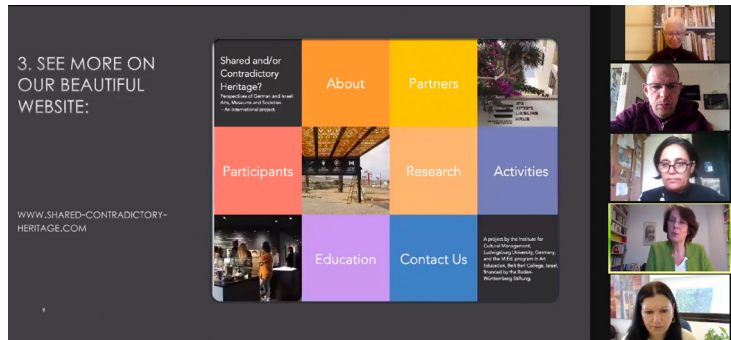 3. SEE MORE ON
OUR BEAUTIFUL
WEBSITE:
WWW.SHARED-CONTRADICTORY-
HERITAGE.COM
9
Shared and/or
Contradictory
Heritage?
Perspectives of German and Israeli
Arts, Museums and Societies
- An international project.
About
Partners
Participants
Research
Activities
Education
Contact Us
A project by the Institute for
Cultural Management,
Ludwigsburg University, Germany,
and the M.Ed. program in Art
Education, Beit Berl College, Israel,
financed by the Baden-
Württemberg Stiftung.